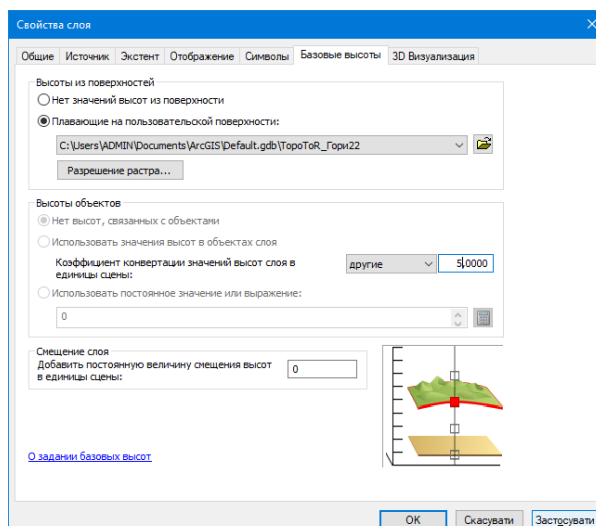 Свойства слоя
Общие Источник Экстент Отображение Символы Базовые высоты 3D Визуализация
Высоты из поверхностей
Нет значений высот из поверхности
Плавающие на пользовательской поверхности:
C:\Users\ADMIN\Documents\ArcGIS\Default.gdb\TopoToR_Гори22
Разрешение растра...
Высоты объектов
Нет высот, связанных с объектами
Использовать значения высот в объектах слоя
Коэффициент конвертации значений высот слоя в
единицы сцены:
другие
5,0000
Использовать постоянное значение или выражение:
0
Смещение слоя
Добавить постоянную величину смещения высот
в единицы сцены:
0
О задании базовых высот
OK Скасувати Застосувати